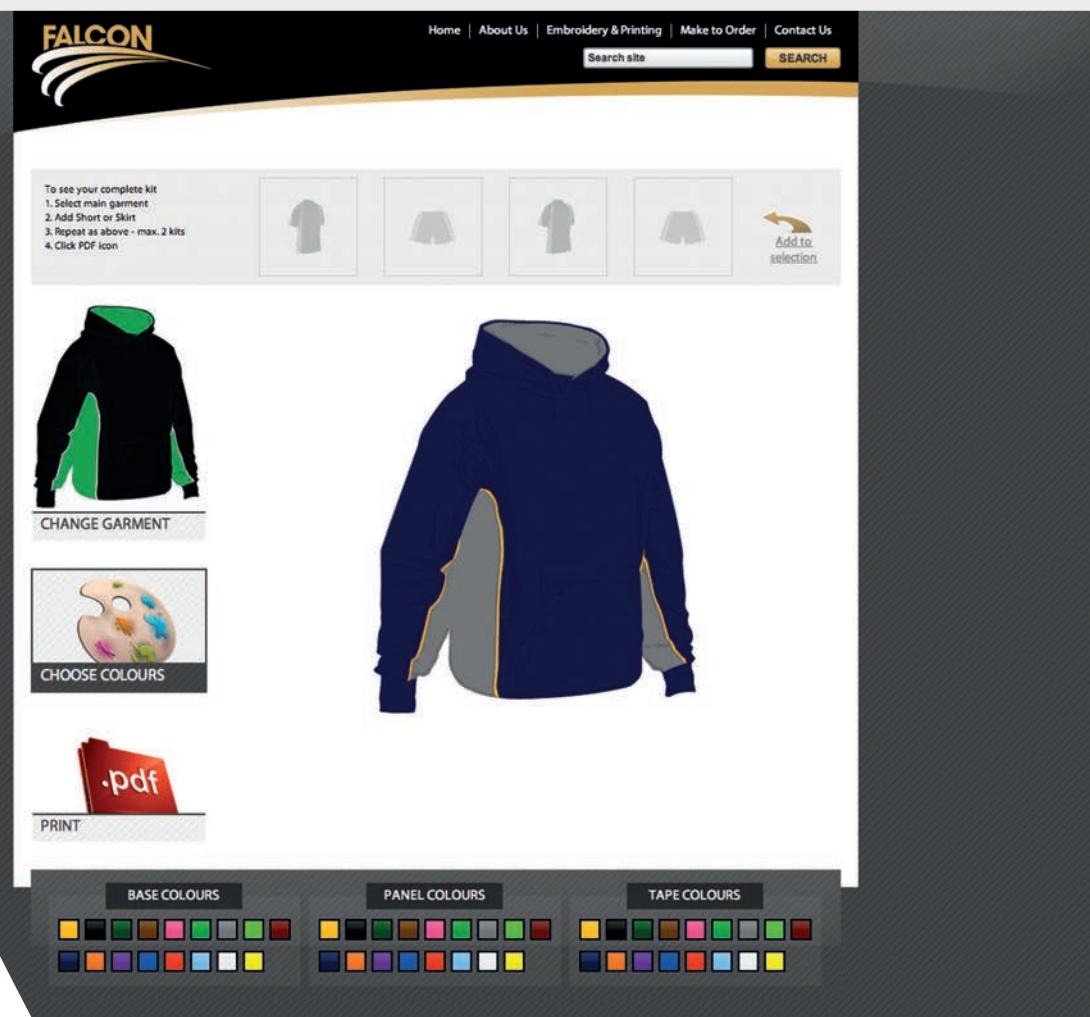 FALCON
Home | About Us | Embroidery & Printing | Make to Order | Contact Us
Search site
SEARCH
To see your complete kit
1. Select main garment
2. Add Short or Skirt
3. Repeat as above - max. 2 kits
4. Click PDF icon
Add to
selection
CHANGE GARMENT
CHOOSE COLOURS
.pdf
PRINT
BASE COLOURS
PANEL COLOURS
TAPE COLOURS